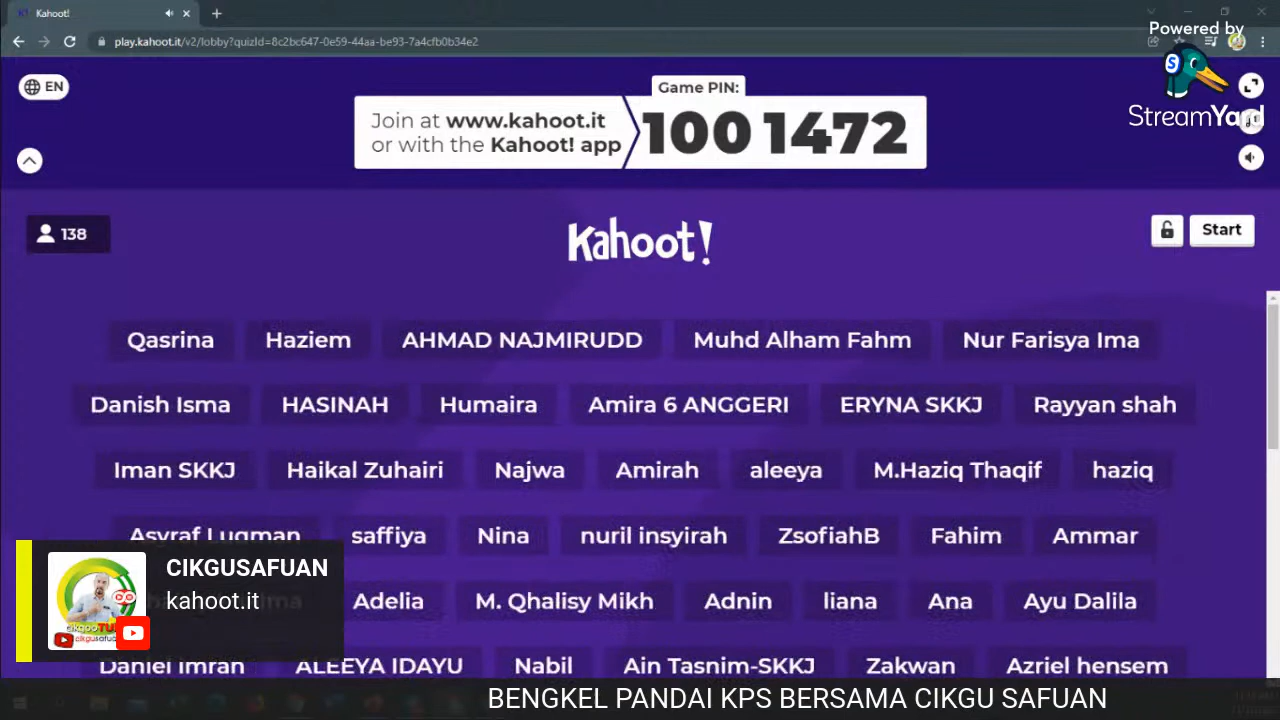 Kahoot!
play.kahoot.it/v2/lobby?quizId=8c2bc647-0e59-44aa-be93-7a4cfb0b34e2
Powered by
StreamYard
EN
Game PIN:
Join at www.kahoot.it
or with the Kahoot! app
100 1472
138
Kahoot!
Start
Qasrina Haziem AHMAD NAJMIRUDD Muhd Alham Fahm Nur Farisya Ima
Danish Isma HASINAH Humaira Amira 6 ANGGERI ERYNA SKKJ Rayyan shah
Iman SKKJ Haikal Zuhairi Najwa Amirah aleeya M.Haziq Thaqif haziq
Asyraf Luqman saffiya Nina nuril insyirah ZsofiahB Fahim Ammar
Adelia M. Qhalisy Mikh Adnin liana Ana Ayu Dalila
Daniel Imran ALEEYA IDAYU Nabil Ain Tasnim-SKKJ Zakwan Azriel hensem
CIKGUSAFUAN
kahoot.it
BENGKEL PANDAI KPS BERSAMA CIKGU SAFUAN